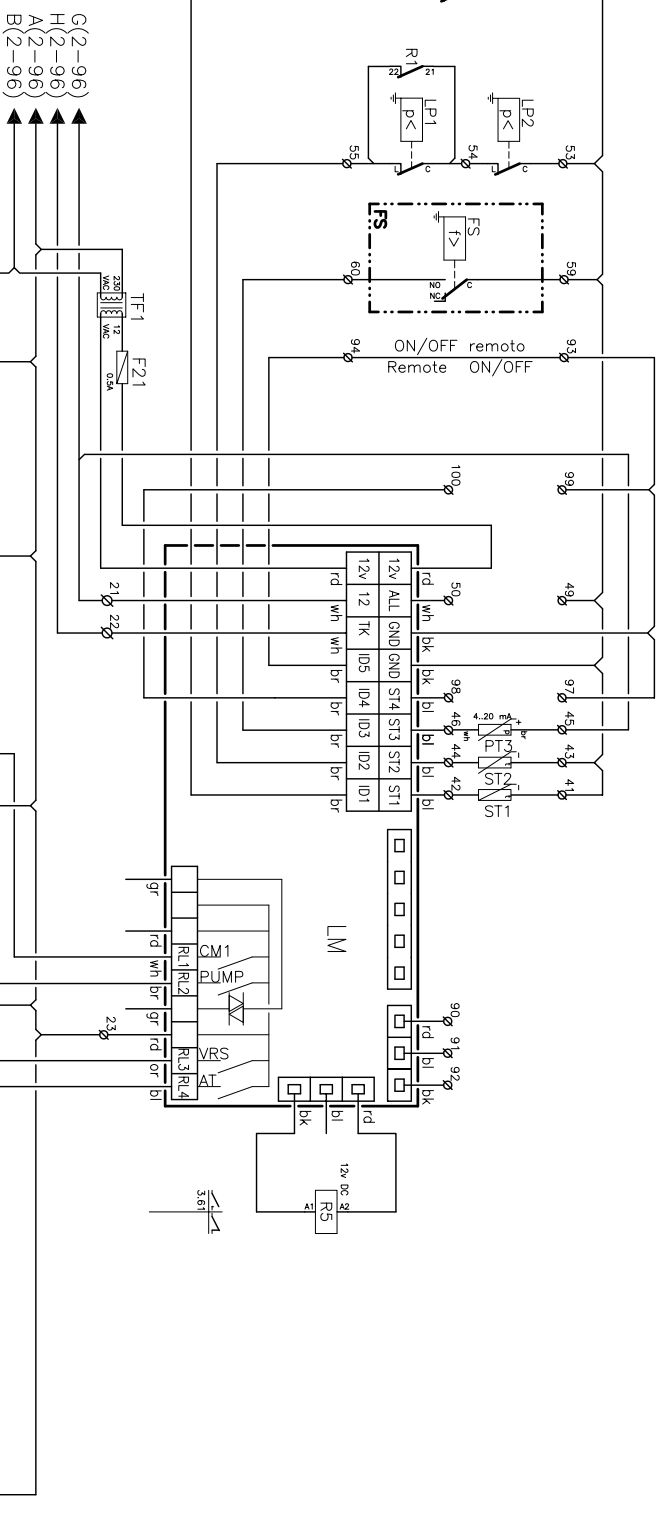 G(2-96)
H(2-96)
A(2-96)
B(2-96)
R1
22
21
LP1
p<
LP2
p<
55
L
C
54
L
C
53
FS
FS
f>
60
NO
NC
C
59
94
ON/OFF remoto
Remote ON/OFF
93
230
VAC
12
VAC
TF1
F21
0.5A
100
99
12v
12v
rd
rd
21
wh
12
ALL
wh
50
49
22
wh
TK
GND
bk
br
ID5
GND
bk
br
ID4
ST4
bl
98
97
br
ID3
ST3
bl
46
wh
4..20 mA
+
p
br
45
PT3
br
ID2
ST2
bl
44
43
ST2
br
ID1
ST1
bl
42
41
ST1
LM
gr
rd
wh
RL1
CM1
br
RL2
PUMP
gr
23
rd
or
RL3
VRS
bl
RL4
AT
rd
90
bl
91
bk
92
bk
bl
rd
12v DC
A1
R5
A2
3.61